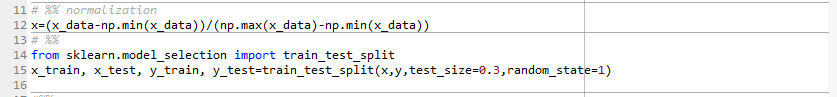 11 # %% normalization
12 x=(x_data-np.min(x_data))/(np.max(x_data)-np.min(x_data))
13 # %%
14 from sklearn.model_selection import train_test_split
15 x_train, x_test, y_train, y_test=train_test_split(x,y,test_size=0.3,random_state=1)
16